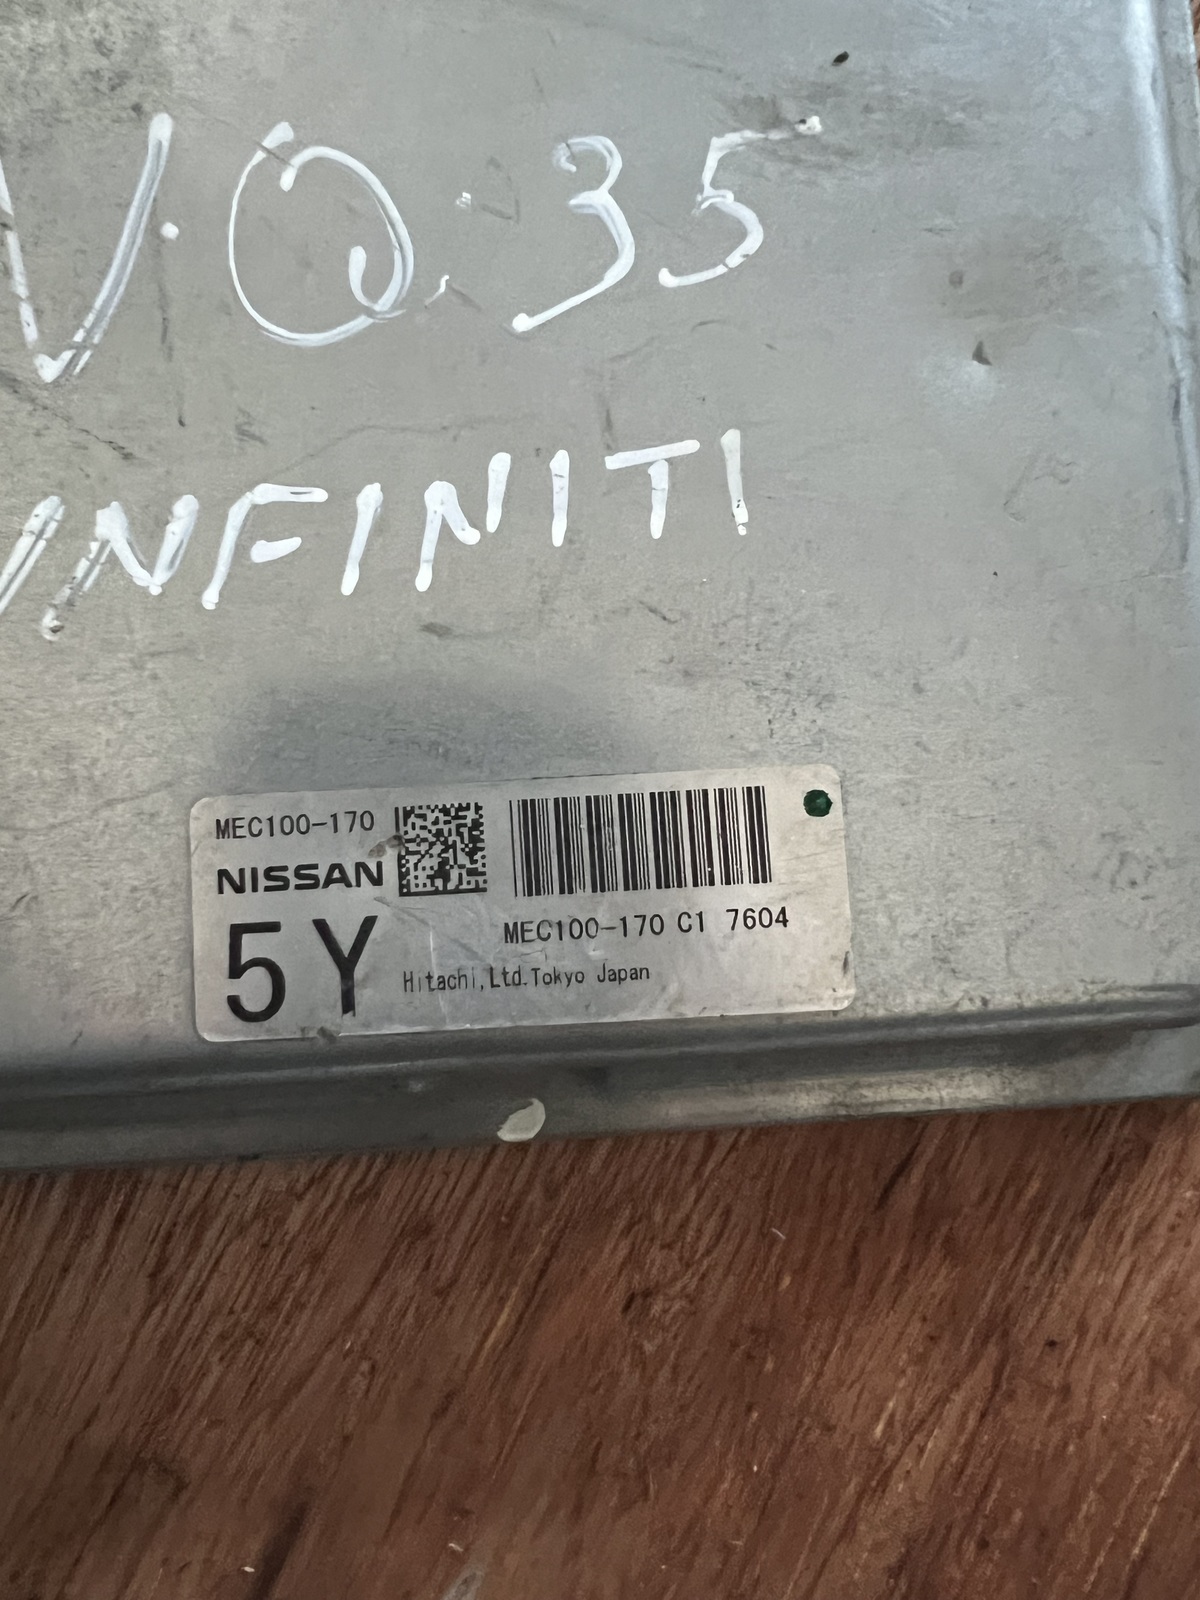 V.Q.35
INFINITI
MEC100-170
NISSAN
5Y
MEC100-170 C1 7604
Hitachi,Ltd.Tokyo Japan